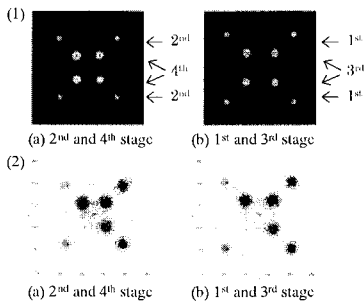 (1)
2nd
4th
2nd
1st
3rd
1st
(a) 2nd and 4th stage (b) 1st and 3rd stage
(2)
(a) 2nd and 4th stage (b) 1st and 3rd stage